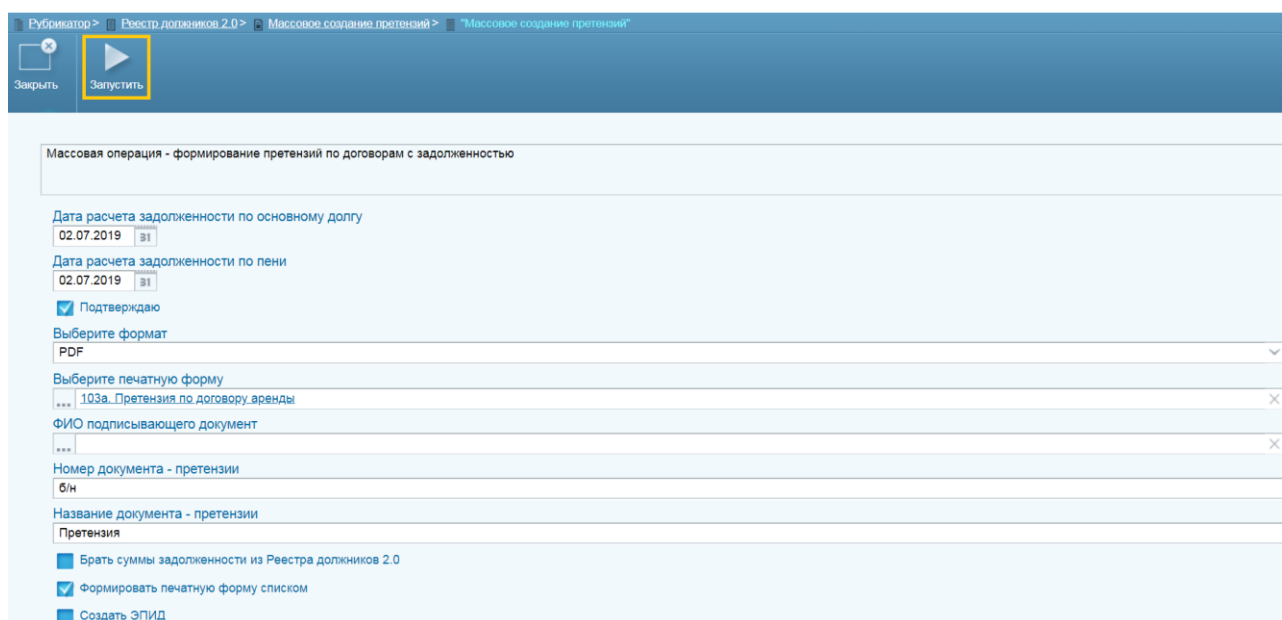 Рубрикатор > Реестр должников 2.0 > Массовое создание претензий > "Массовое создание претензий"
Закрыть Запустить
Массовая операция - формирование претензий по договорам с задолженностью
Дата расчета задолженности по основному долгу
02.07.2019 31
Дата расчета задолженности по пени
02.07.2019 31
Подтверждаю
Выберите формат
PDF
Выберите печатную форму
... 103а. Претензия по договору аренды
ФИО подписывающего документ
...
Номер документа - претензии
б/н
Название документа - претензии
Претензия
Брать суммы задолженности из Реестра должников 2.0
Формировать печатную форму списком
Создать ЭПИД